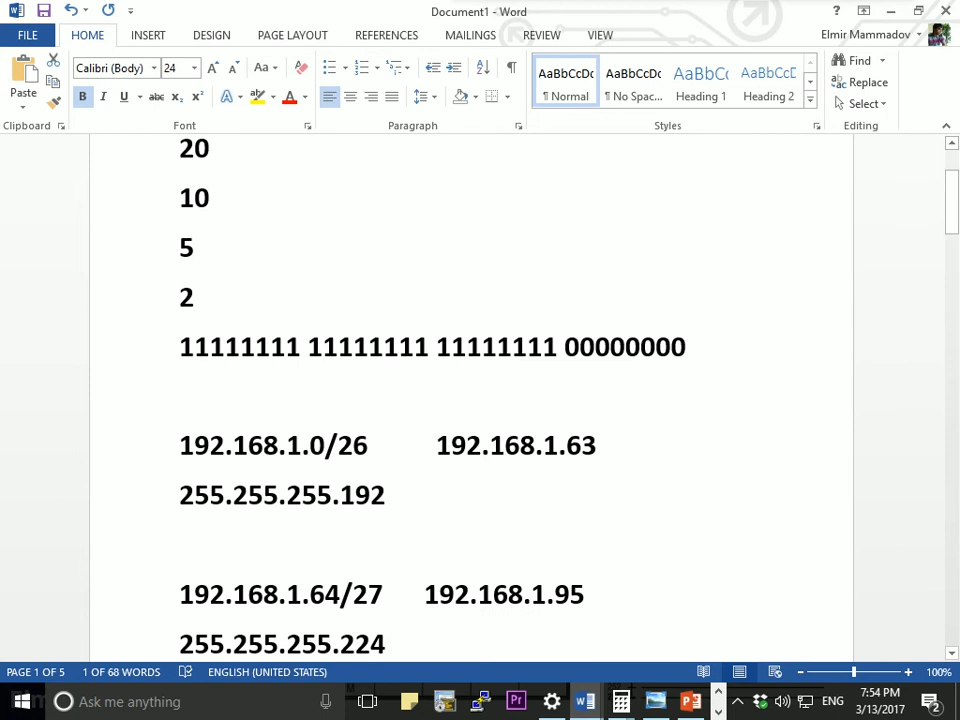 Document1 - Word
FILE
HOME
INSERT
DESIGN
PAGE LAYOUT
REFERENCES
MAILINGS
REVIEW
VIEW
Elmir Mammadov
Paste
Calibri (Body)
24
Clipboard
Font
Paragraph
AaBbCcDc
¶ Normal
AaBbCcDc
¶ No Spac...
AaBbC
Heading 1
AaBbCcD
Heading 2
Styles
Find
Replace
Select
Editing
20
10
5
2
11111111 11111111 11111111 00000000
192.168.1.0/26 192.168.1.63
255.255.255.192
192.168.1.64/27 192.168.1.95
255.255.255.224
PAGE 1 OF 5
1 OF 68 WORDS
ENGLISH (UNITED STATES)
100%
Ask me anything
ENG
7:54 PM
3/13/2017
2